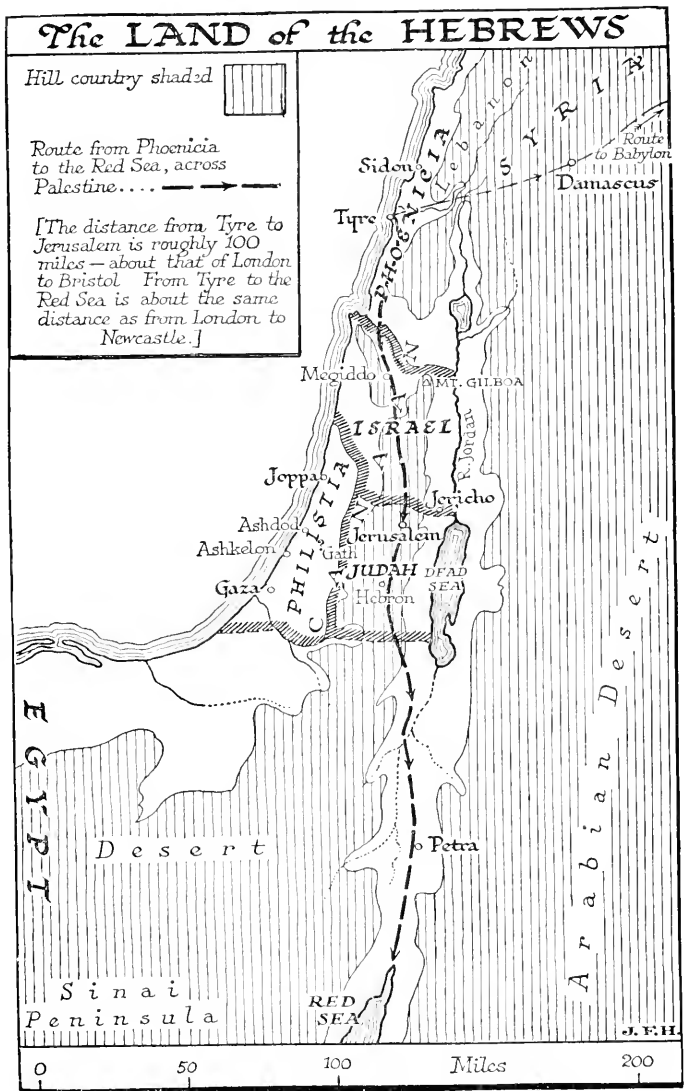 The LAND of the HEBREWS
Hill country shaded
Route from Phoenicia
to the Red Sea, across
Palestine....
[The distance from Tyre to
Jerusalem is roughly 100
miles — about that of London
to Bristol From Tyre to the
Red Sea is about the same
distance as from London to
Newcastle.]
SYRIA
Lebanon
Route
to Babylon
Sidon
Damascus
PHOENICIA
Tyre
CANAAN
Megiddo
MT. GILBOA
ISRAEL
R. Jordan
Joppa
PHILISTIA
Jericho
Ashdod
Jerusalem
Ashkelon
Gath
JUDAH
DEAD
SEA
Gaza
Hebron
Arabian Desert
EGYPT
Desert
Petra
Sinai
Peninsula
RED
SEA
J.F.H.
0 50 100 Miles 200